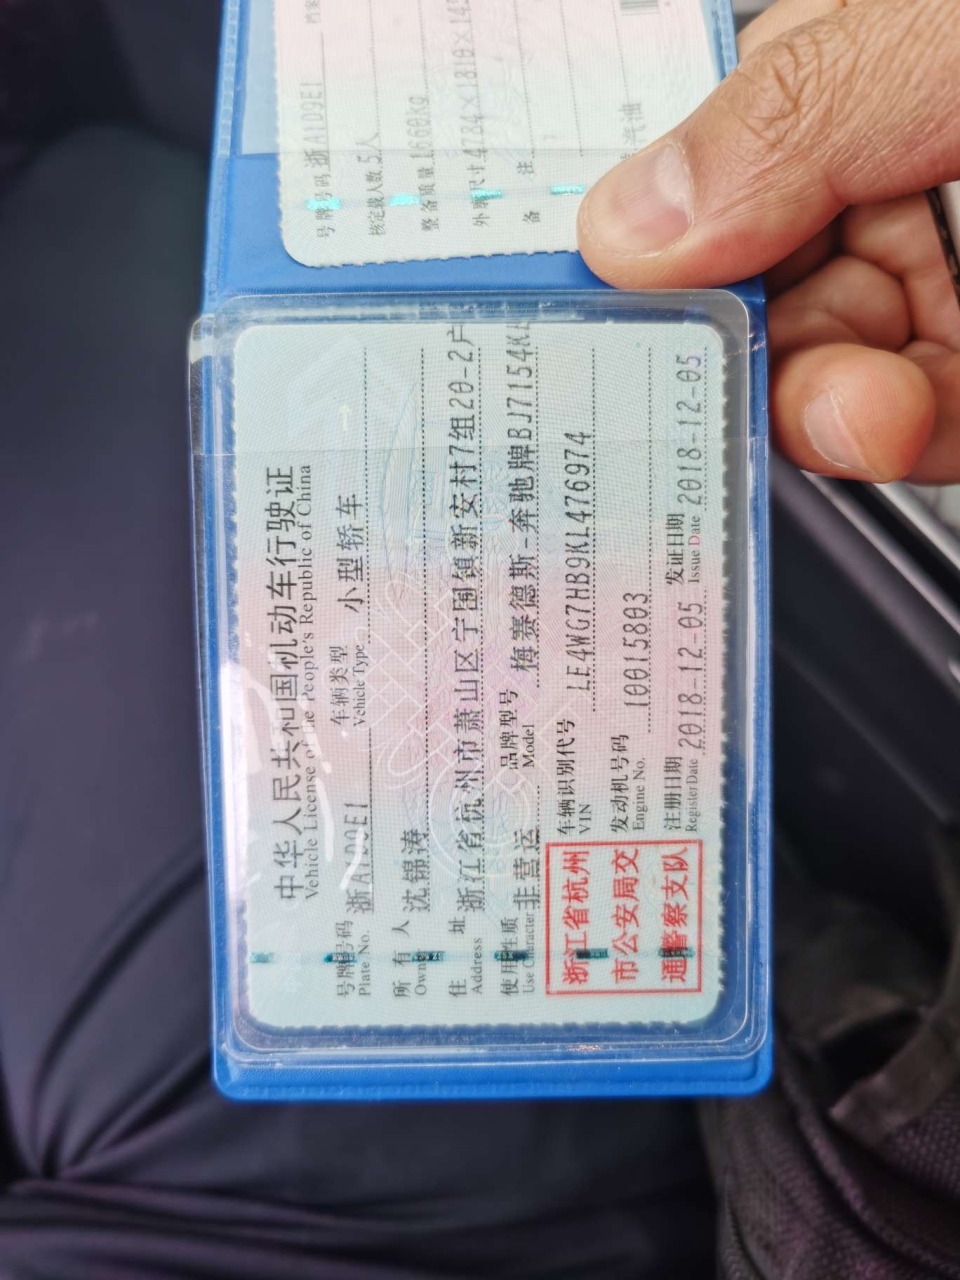 中华人民共和国机动车行驶证
Vehicle License of the People's Republic of China
号牌号码 浙A1D9E1 车辆类型 小型轿车
Plate No. Vehicle Type
所有人 沈锦涛
Owner
住址 浙江省杭州市萧山区宁围镇新安村7组20-2户
Address
使用性质 非营运 品牌型号 梅赛德斯-奔驰牌BJ7154K
Use Character Model
浙江省杭州
市公安局交
通警察支队
车辆识别代号 LE4WG7HB9KL476974
VIN
发动机号码 10015803
Engine No.
注册日期 2018-12-05 发证日期 2018-12-05
Register Date Issue Date
号牌号码 浙A1D9E1 档案
核定载人数 5人
整备质量 1660KG
外廓尺寸 4784×1810×145
备注
汽油